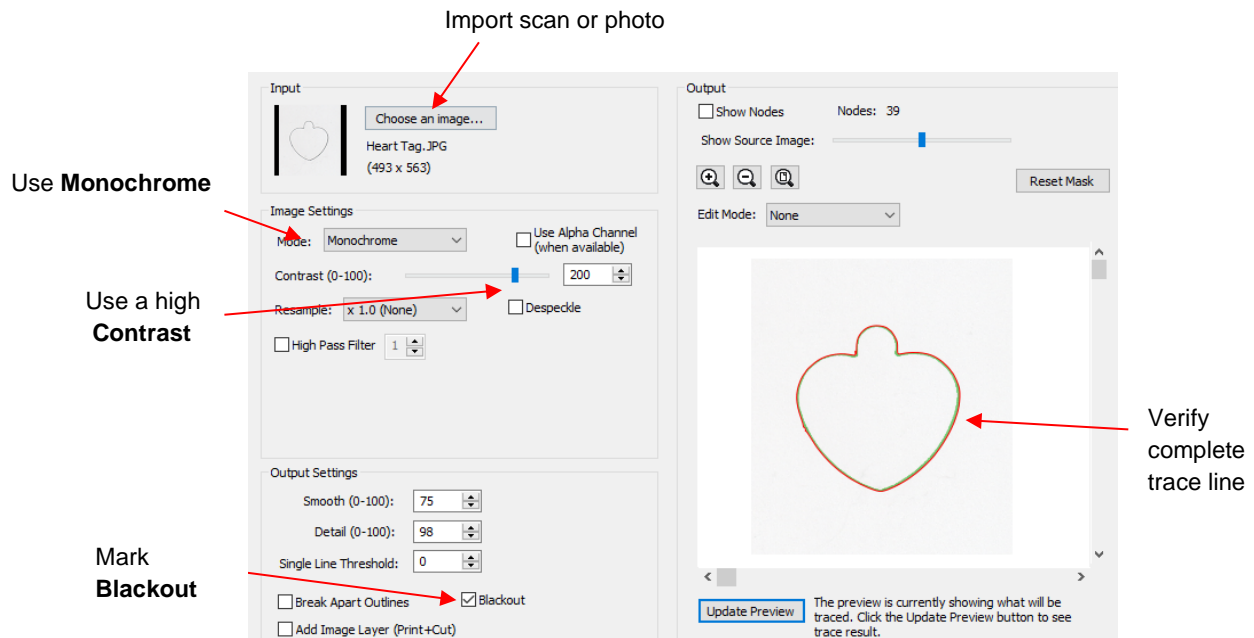 Import scan or photo
Input
Choose an image...
Heart Tag.JPG
(493 x 563)
Use Monochrome
Image Settings
Mode: Monochrome
Use Alpha Channel
(when available)
Contrast (0-100): 200
Use a high
Contrast
Resample: x 1.0 (None)
Despeckle
High Pass Filter 1
Output Settings
Smooth (0-100): 75
Detail (0-100): 98
Single Line Threshold: 0
Mark
Blackout
Break Apart Outlines
Blackout
Add Image Layer (Print+Cut)
Output
Show Nodes Nodes: 39
Show Source Image:
Reset Mask
Edit Mode: None
Verify
complete
trace line
Update Preview
The preview is currently showing what will be
traced. Click the Update Preview button to see
trace result.